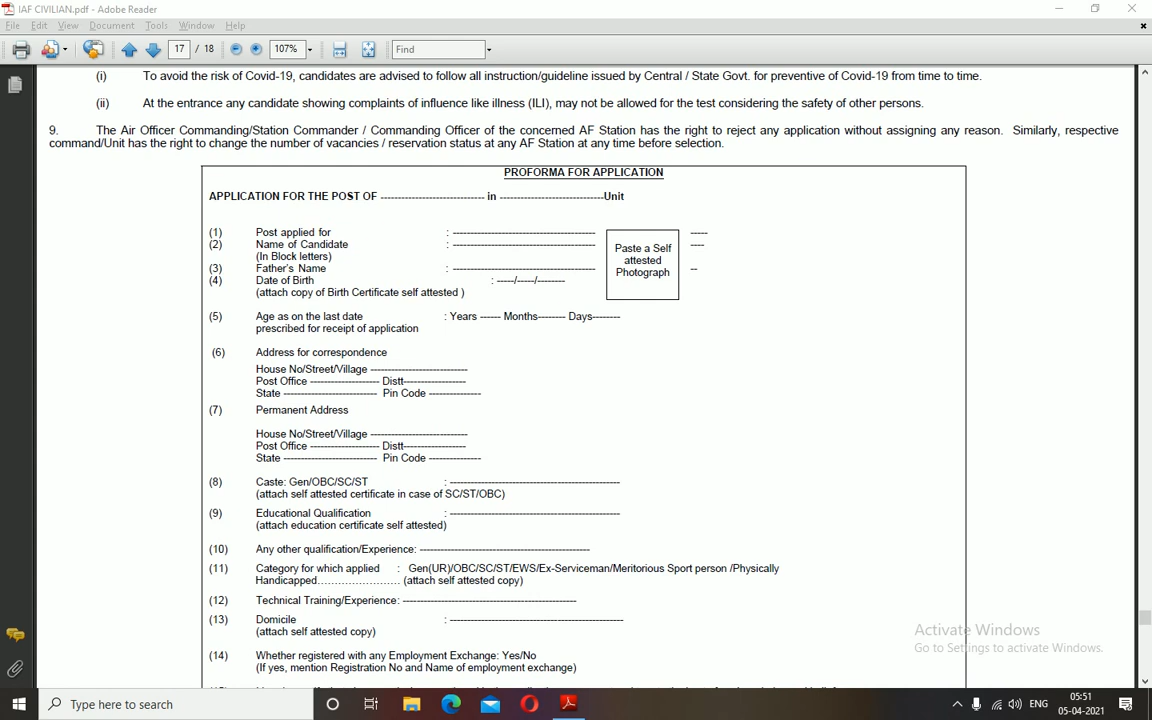 IAF CIVILIAN.pdf - Adobe Reader
File Edit View Document Tools Window Help
17 / 18 107% Find
(i) To avoid the risk of Covid-19, candidates are advised to follow all instruction/guideline issued by Central / State Govt. for preventive of Covid-19 from time to time.
(ii) At the entrance any candidate showing complaints of influence like illness (ILI), may not be allowed for the test considering the safety of other persons.
9. The Air Officer Commanding/Station Commander / Commanding Officer of the concerned AF Station has the right to reject any application without assigning any reason. Similarly, respective
command/Unit has the right to change the number of vacancies / reservation status at any AF Station at any time before selection.
PROFORMA FOR APPLICATION
APPLICATION FOR THE POST OF ------------------------------ in ------------------------------Unit
(1) Post applied for : ----------------------------------------- -----
(2) Name of Candidate : ----------------------------------------- ----
(In Block letters)
Paste a Self
attested
Photograph
(3) Father's Name : ----------------------------------------- --
(4) Date of Birth : -----/-----/--------
(attach copy of Birth Certificate self attested )
(5) Age as on the last date : Years ------ Months-------- Days--------
prescribed for receipt of application
(6) Address for correspondence
House No/Street/Village ----------------------------
Post Office -------------------- Distt------------------
State --------------------------- Pin Code ---------------
(7) Permanent Address
House No/Street/Village ----------------------------
Post Office -------------------- Distt------------------
State --------------------------- Pin Code ---------------
(8) Caste: Gen/OBC/SC/ST : -------------------------------------------------
(attach self attested certificate in case of SC/ST/OBC)
(9) Educational Qualification : -------------------------------------------------
(attach education certificate self attested)
(10) Any other qualification/Experience: -------------------------------------------------
(11) Category for which applied : Gen(UR)/OBC/SC/ST/EWS/Ex-Serviceman/Meritorious Sport person /Physically
Handicapped........................ (attach self attested copy)
(12) Technical Training/Experience: --------------------------------------------------
(13) Domicile : --------------------------------------------------
(attach self attested copy)
(14) Whether registered with any Employment Exchange: Yes/No
(If yes, mention Registration No and Name of employment exchange)
Activate Windows
Go to Settings to activate Windows.
Type here to search
ENG
05:51
05-04-2021